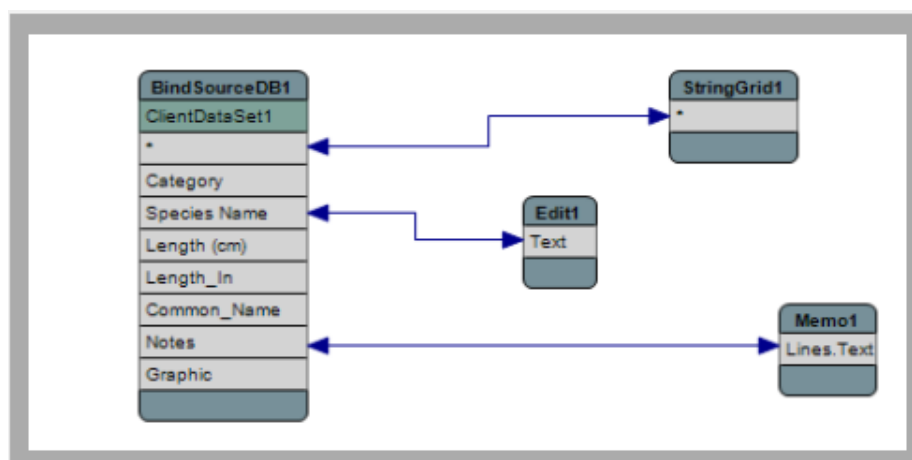 BindSourceDB1
ClientDataSet1
*
Category
Species Name
Length (cm)
Length_In
Common_Name
Notes
Graphic
StringGrid1
*
Edit1
Text
Memo1
Lines.Text